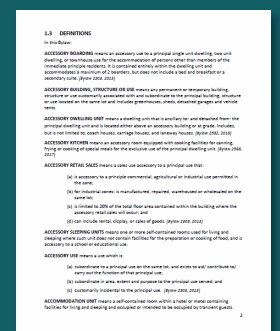 1.3 DEFINITIONS
In this Bylaw:
ACCESSORY BOARDING means an accessory use to a principal single unit dwelling, two unit
dwelling, or townhouse use for the accommodation of persons other than members of the
immediate principle residents. It is contained entirely within the dwelling unit and
accommodates a maximum of 2 boarders, but does not include a bed and breakfast or a
secondary suite.
ACCESSORY BUILDING, STRUCTURE OR USE means any permanent or temporary building,
structure or use customarily associated with and subordinate to the principal building, structure
or use located on the same lot and includes greenhouses, sheds, detached garages and vehicle
tents.
ACCESSORY DWELLING UNIT means a dwelling unit that is ancillary to and detached from the
principal dwelling unit and is located either above an accessory building or at grade. Includes,
but is not limited to, coach houses, carriage houses, and laneway houses.
ACCESSORY KITCHEN means an accessory room equipped with cooking facilities for canning,
frying or cooking of special meals for the exclusive use of the principal dwelling unit.
ACCESSORY RETAIL SALES means a sales use accessory to a principal use that:
(a) is accessory to a principle commercial, agricultural or industrial use permitted in
the zone;
(b) for industrial zones: is manufactured, repaired, warehoused or wholesaled on the
same lot;
(c) is limited to 20% of the total floor area contained within the building where the
accessory retail sales will occur; and
(d) can include rental, display, or sales of goods.
ACCESSORY SLEEPING UNITS means one or more self-contained rooms used for living and
sleeping where such unit does not contain facilities for the preparation or cooking of food, and is
accessory to a school or educational use.
ACCESSORY USE means a use which is:
(a) subordinate to a principal use on the same lot, and exists to aid/ contribute to/
carry out the function of that principal use;
(b) subordinate in area, extent and purpose to the principal use served; and
(c) customarily incidental to the principal use.
ACCOMMODATION UNIT means a self-contained room within a hotel or motel containing
facilities for living and sleeping and occupied or intended to be occupied by transient guests.
2